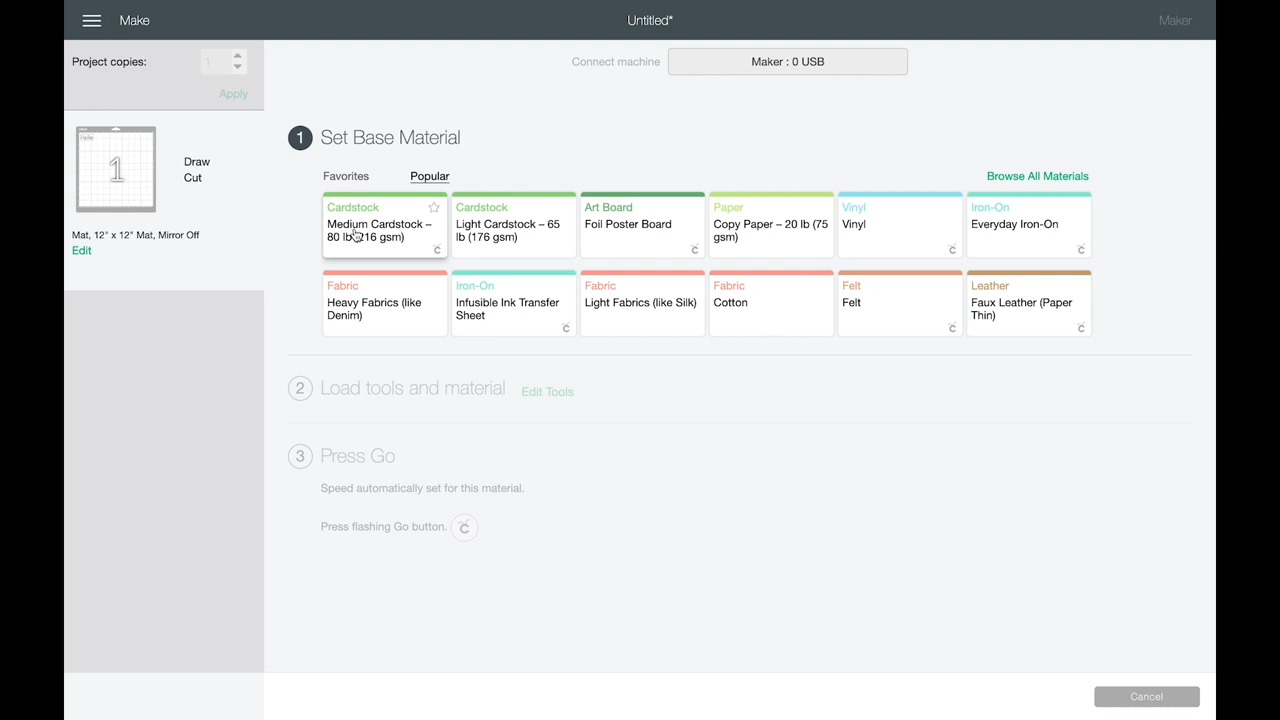 Make
Untitled*
Maker
Project copies:
1
Apply
Connect machine
Maker : 0 USB
Hello
1
Draw
Cut
Mat, 12" x 12" Mat, Mirror Off
Edit
1 Set Base Material
Favorites
Popular
Browse All Materials
Cardstock
Medium Cardstock –
80 lb (216 gsm)
Cardstock
Light Cardstock – 65
lb (176 gsm)
Art Board
Foil Poster Board
Paper
Copy Paper – 20 lb (75
gsm)
Vinyl
Vinyl
Iron-On
Everyday Iron-On
Fabric
Heavy Fabrics (like
Denim)
Iron-On
Infusible Ink Transfer
Sheet
Fabric
Light Fabrics (like Silk)
Fabric
Cotton
Felt
Felt
Leather
Faux Leather (Paper
Thin)
2 Load tools and material
Edit Tools
3 Press Go
Speed automatically set for this material.
Press flashing Go button.
Cancel